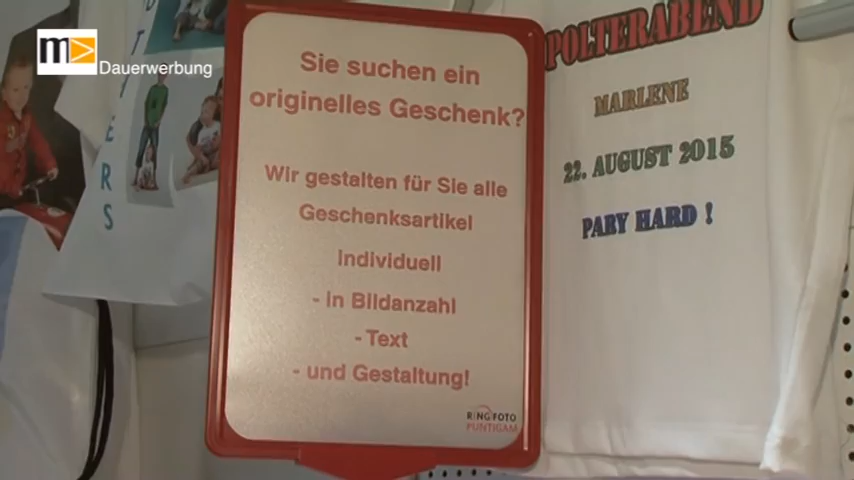 m
Dauerwerbung
Sie suchen ein
originelles Geschenk?
Wir gestalten für Sie alle
Geschenksartikel
Individuell
- in Bildanzahl
- Text
- und Gestaltung!
RINGFOTO
PUNTIGAM
POLTERABEND
MARLENE
22. AUGUST 2015
PARY HARD !